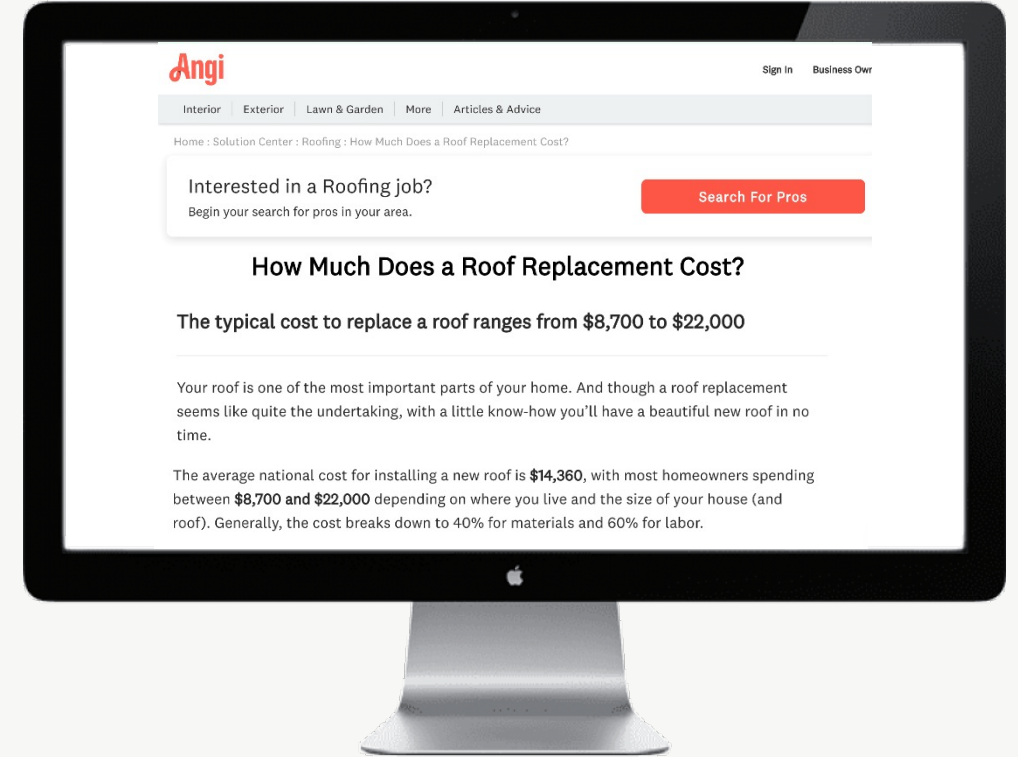 Angi
Sign In Business Own
Interior Exterior Lawn & Garden More Articles & Advice
Home : Solution Center : Roofing : How Much Does a Roof Replacement Cost?
Interested in a Roofing job?
Begin your search for pros in your area.
Search For Pros
How Much Does a Roof Replacement Cost?
The typical cost to replace a roof ranges from $8,700 to $22,000
Your roof is one of the most important parts of your home. And though a roof replacement
seems like quite the undertaking, with a little know-how you’ll have a beautiful new roof in no
time.
The average national cost for installing a new roof is $14,360, with most homeowners spending
between $8,700 and $22,000 depending on where you live and the size of your house (and
roof). Generally, the cost breaks down to 40% for materials and 60% for labor.